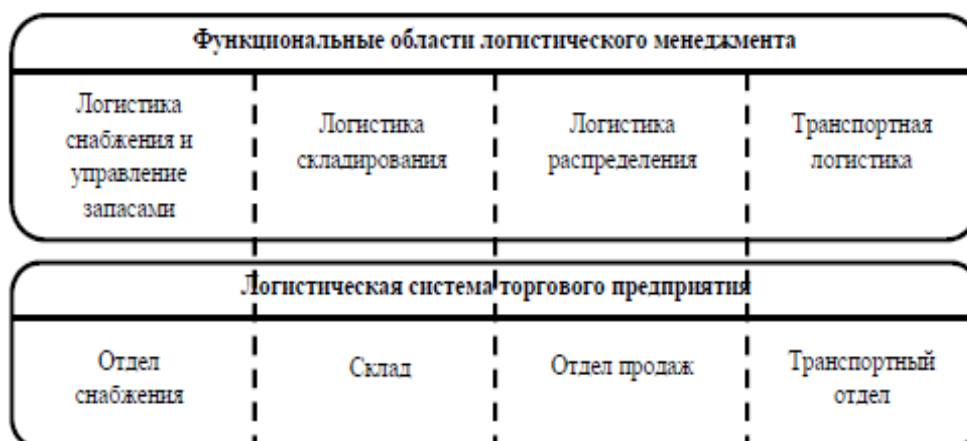 Функциональные области логистического менеджмента
Логистика
снабжения и
управление
запасами
Логистика
складирования
Логистика
распределения
Транспортная
логистика
Логистическая система торгового предприятия
Отдел
снабжения
Склад
Отдел продаж
Транспортный
отдел